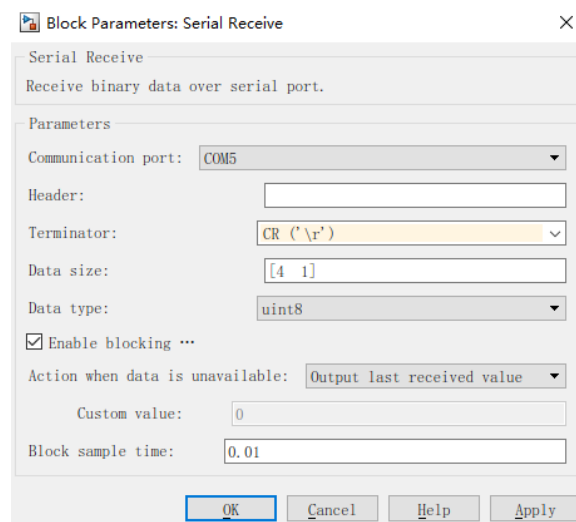 Block Parameters: Serial Receive
Serial Receive
Receive binary data over serial port.
Parameters
Communication port: COM5
Header:
Terminator: CR ('\r')
Data size: [4 1]
Data type: uint8
Enable blocking ...
Action when data is unavailable: Output last received value
Custom value: 0
Block sample time: 0.01
OK Cancel Help Apply